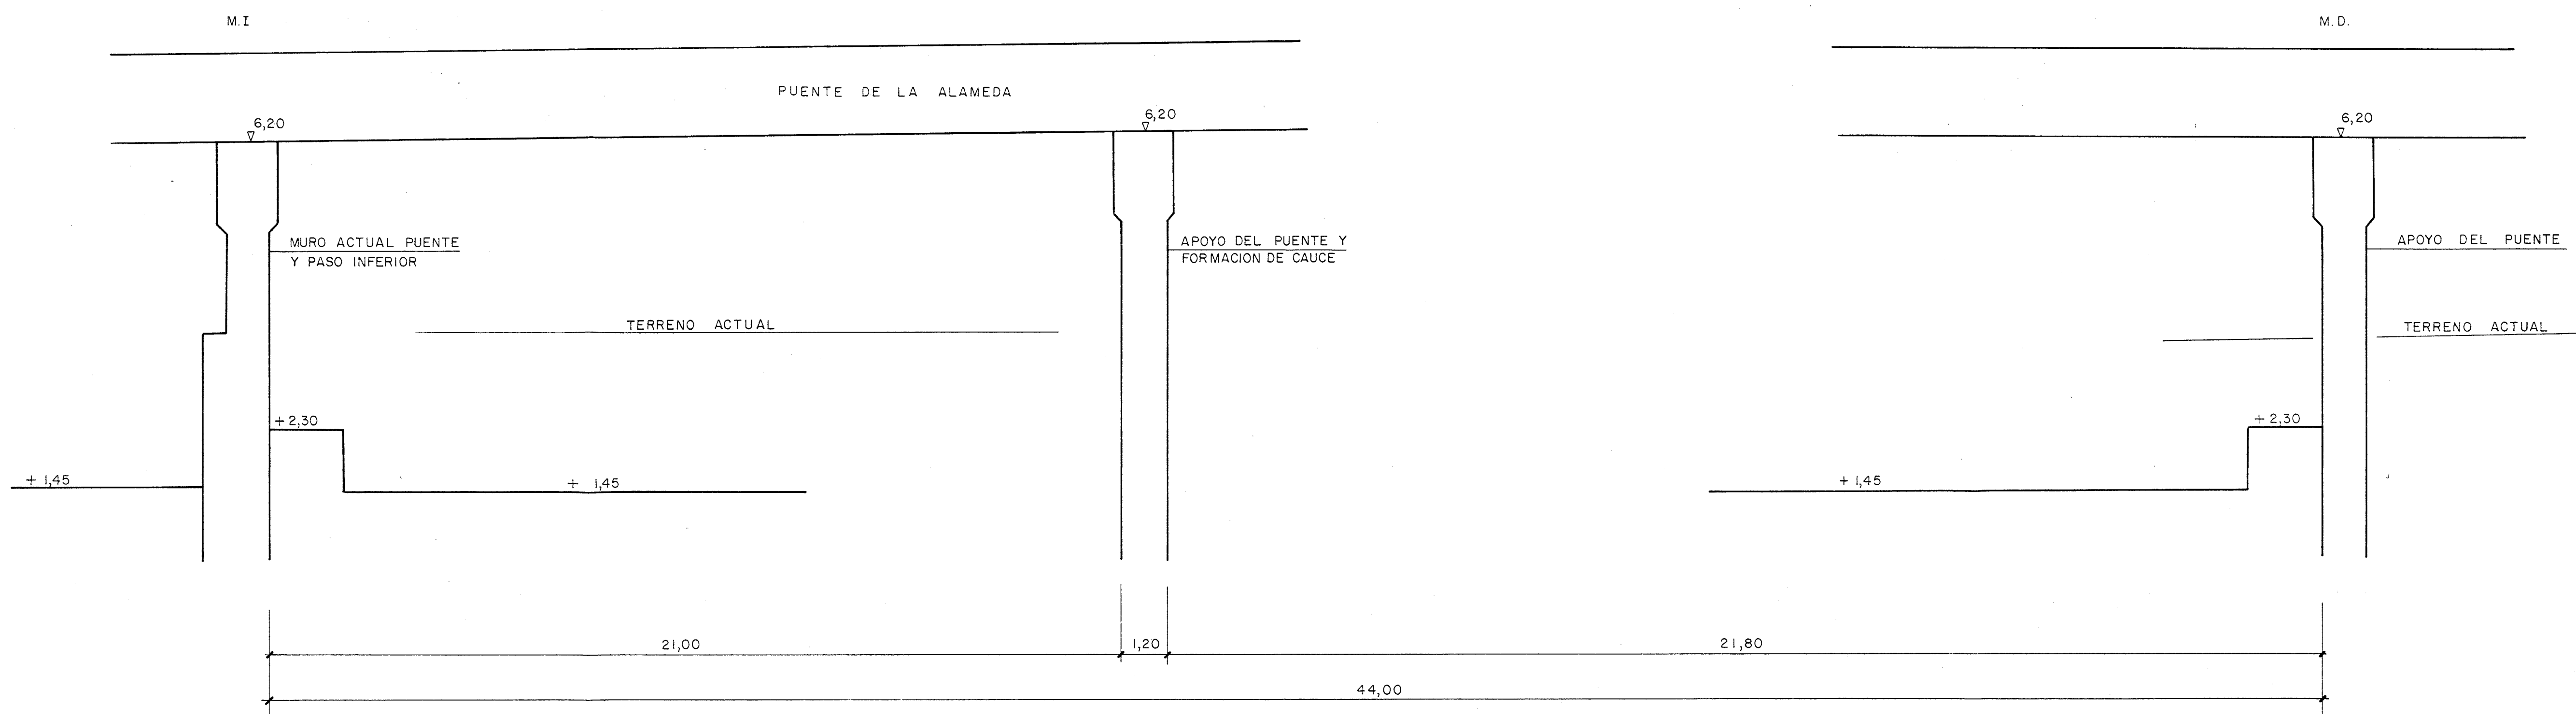 M.I
M.D.
PUENTE DE LA ALAMEDA
6,20
6,20
6,20
MURO ACTUAL PUENTE
Y PASO INFERIOR
APOYO DEL PUENTE Y
FORMACION DE CAUCE
APOYO DEL PUENTE
TERRENO ACTUAL
TERRENO ACTUAL
+2,30
+2,30
+1,45
+ 1,45
+1,45
21,00
1,20
21,80
44,00